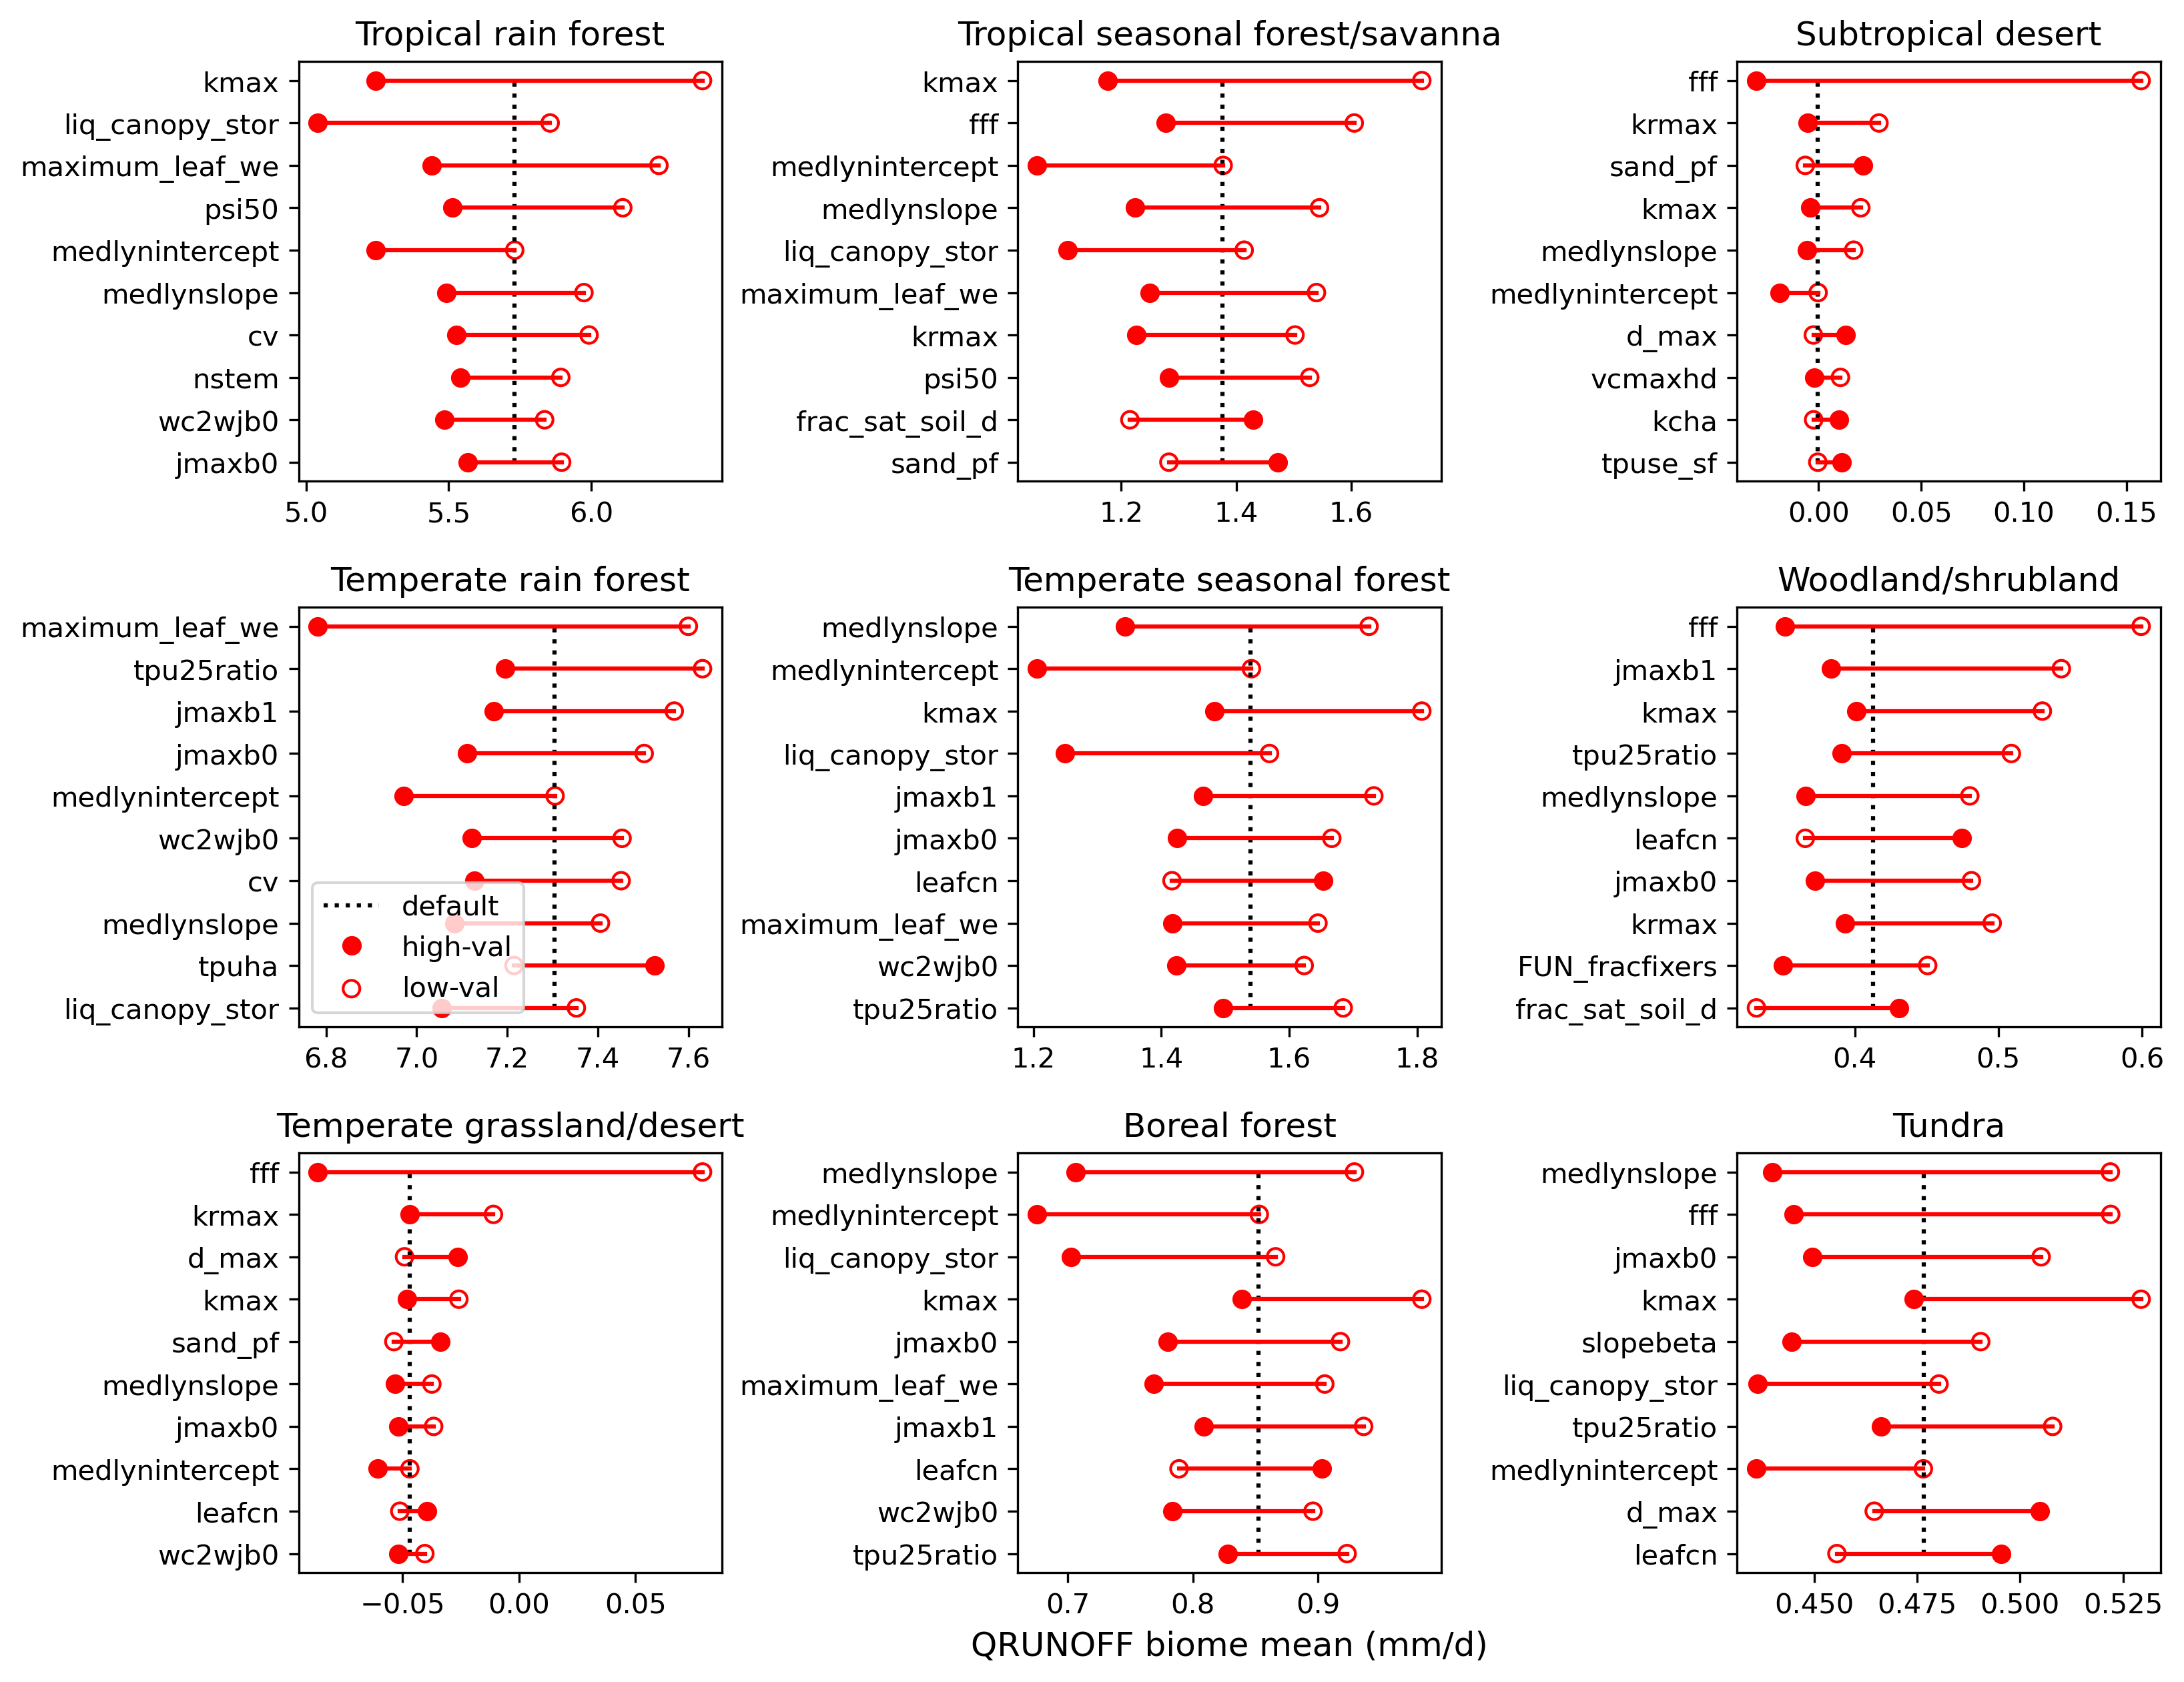 Tropical rain forest
kmax
liq_canopy_stor
maximum_leaf_we
psi50
medlynintercept
medlynslope
cv
nstem
wc2wjb0
jmaxb0
5.0 5.5 6.0
Tropical seasonal forest/savanna
kmax
fff
medlynintercept
medlynslope
liq_canopy_stor
maximum_leaf_we
krmax
psi50
frac_sat_soil_d
sand_pf
1.2 1.4 1.6
Subtropical desert
fff
krmax
sand_pf
kmax
medlynslope
medlynintercept
d_max
vcmaxhd
kcha
tpuse_sf
0.00 0.05 0.10 0.15
Temperate rain forest
maximum_leaf_we
tpu25ratio
jmaxb1
jmaxb0
medlynintercept
wc2wjb0
cv
medlynslope
tpuha
liq_canopy_stor
default
high-val
low-val
6.8 7.0 7.2 7.4 7.6
Temperate seasonal forest
medlynslope
medlynintercept
kmax
liq_canopy_stor
jmaxb1
jmaxb0
leafcn
maximum_leaf_we
wc2wjb0
tpu25ratio
1.2 1.4 1.6 1.8
Woodland/shrubland
fff
jmaxb1
kmax
tpu25ratio
medlynslope
leafcn
jmaxb0
krmax
FUN_fracfixers
frac_sat_soil_d
0.4 0.5 0.6
Temperate grassland/desert
fff
krmax
d_max
kmax
sand_pf
medlynslope
jmaxb0
medlynintercept
leafcn
wc2wjb0
−0.05 0.00 0.05
Boreal forest
medlynslope
medlynintercept
liq_canopy_stor
kmax
jmaxb0
maximum_leaf_we
jmaxb1
leafcn
wc2wjb0
tpu25ratio
0.7 0.8 0.9
Tundra
medlynslope
fff
jmaxb0
kmax
slopebeta
liq_canopy_stor
tpu25ratio
medlynintercept
d_max
leafcn
0.450 0.475 0.500 0.525
QRUNOFF biome mean (mm/d)